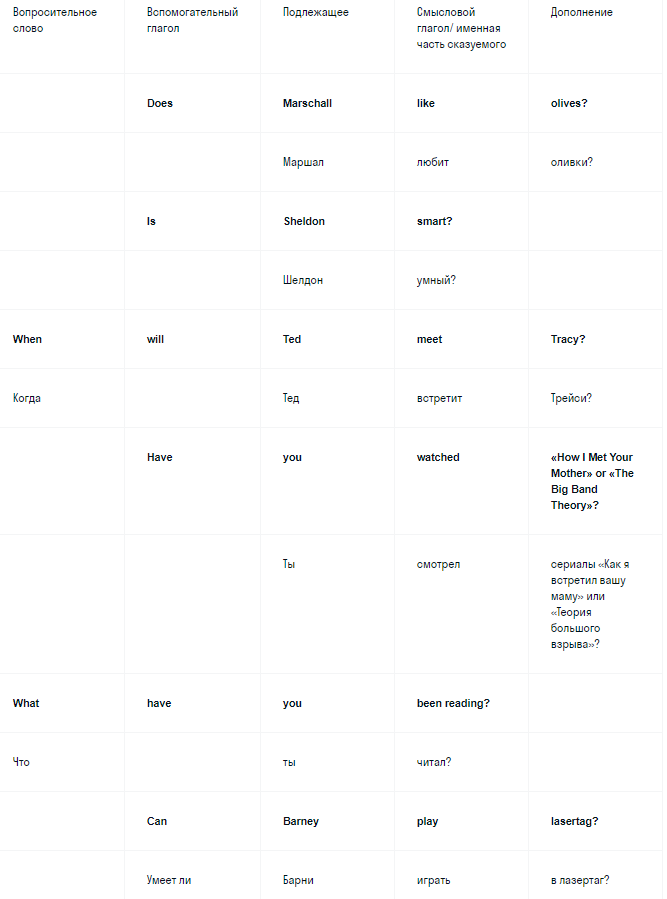 Вопросительное слово Вспомогательный глагол Подлежащее Смысловой глагол/ именная часть сказуемого Дополнение
Does Marschall like olives?
Маршал любит оливки?
Is Sheldon smart?
Шелдон умный?
When will Ted meet Tracy?
Когда Тед встретит Трейси?
Have you watched «How I Met Your Mother» or «The Big Band Theory»?
Ты смотрел сериалы «Как я встретил вашу маму» или «Теория большого взрыва»?
What have you been reading?
Что ты читал?
Can Barney play lasertag?
Умеет ли Барни играть в лазертаг?